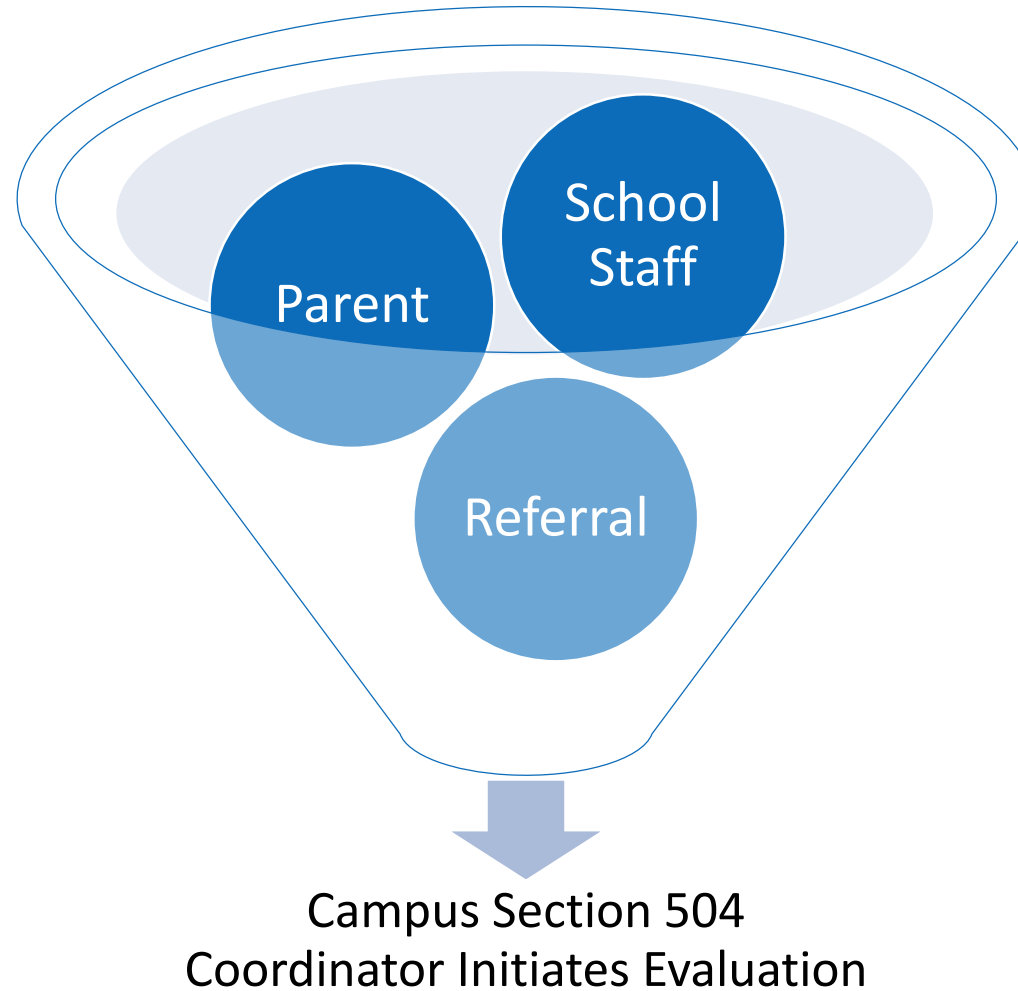 Parent
School
Staff
Referral
Campus Section 504
Coordinator Initiates Evaluation